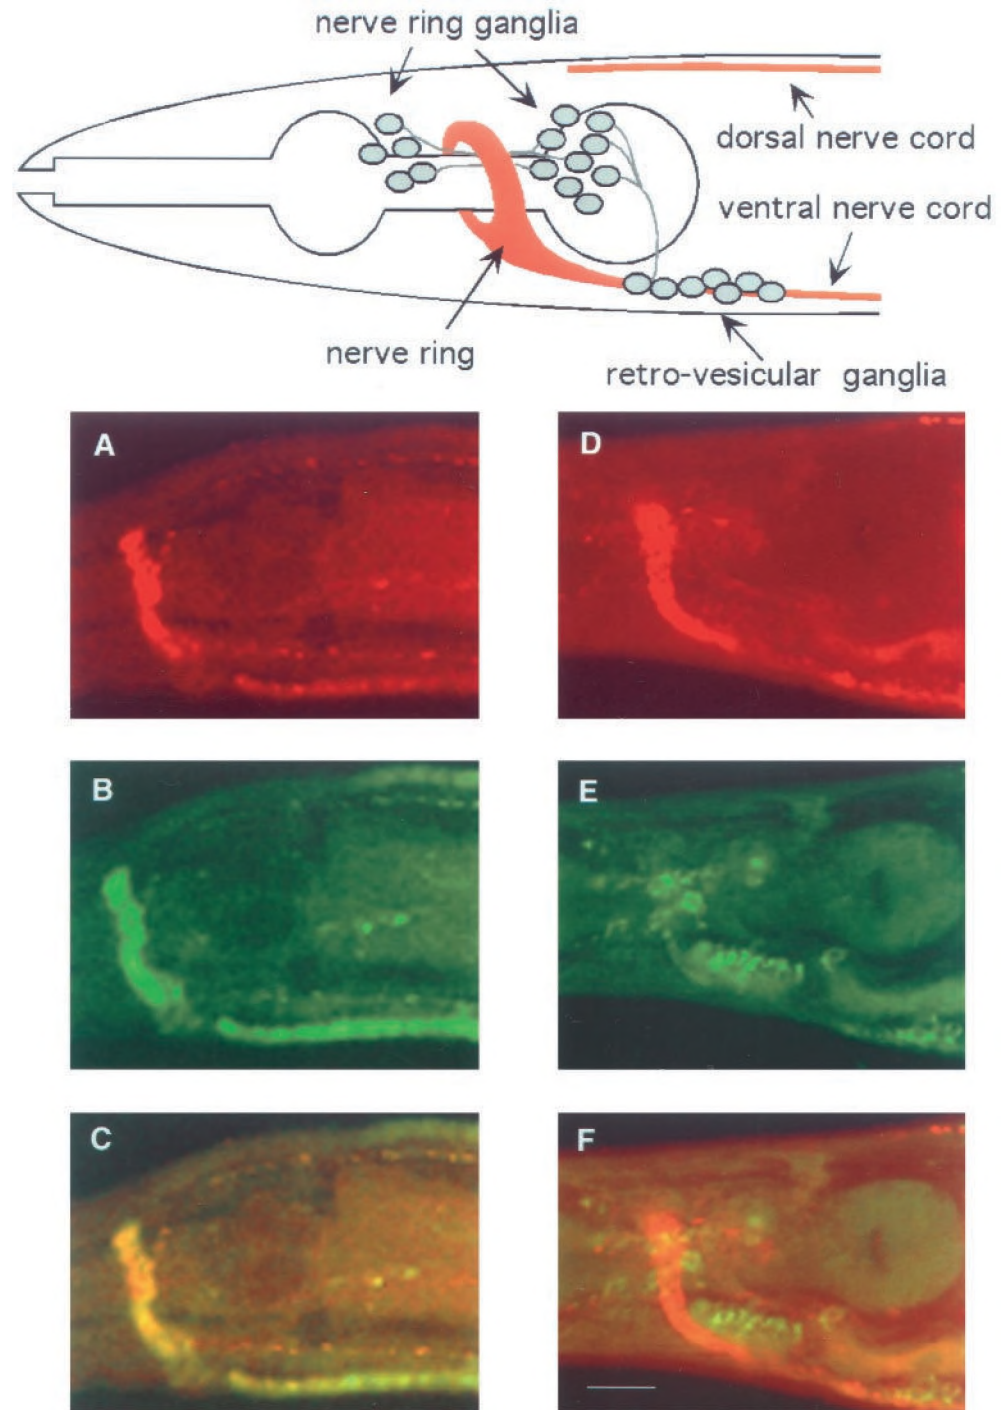 nerve ring ganglia
dorsal nerve cord
ventral nerve cord
nerve ring
retro-vesicular ganglia
A
D
B
E
C
F